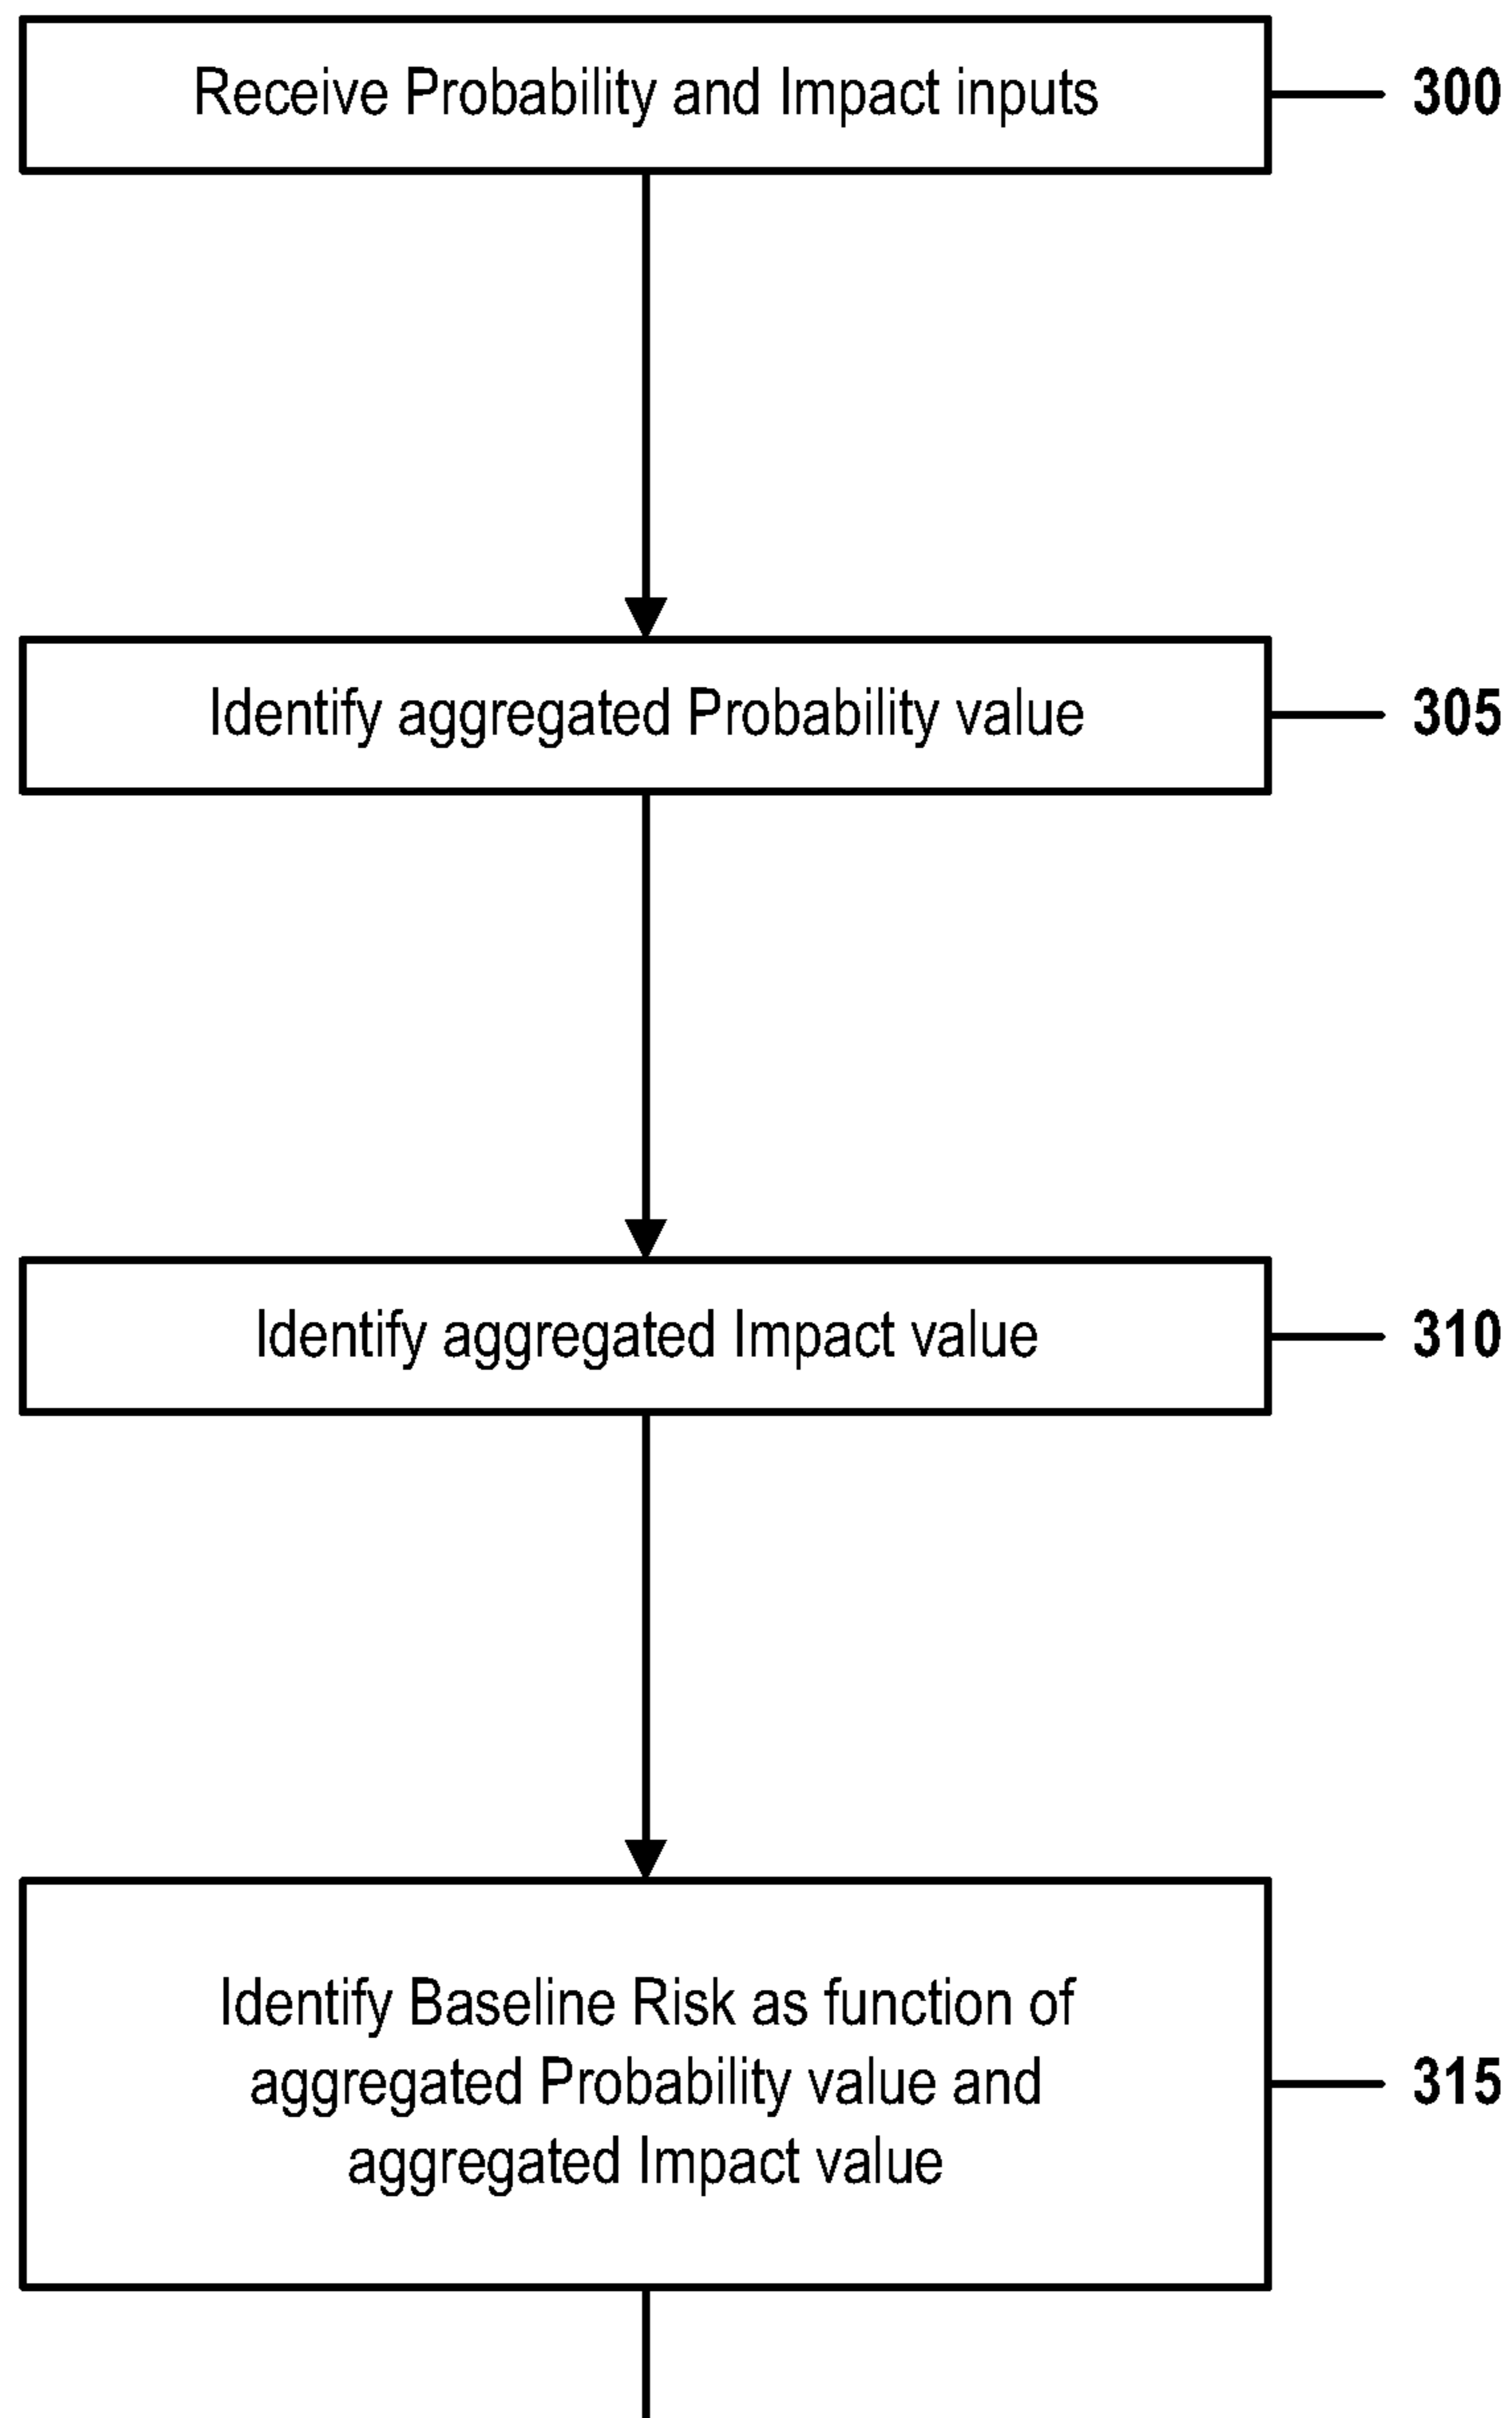 Receive Probability and Impact inputs
300
Identify aggregated Probability value
305
Identify aggregated Impact value
310
Identify Baseline Risk as function of
aggregated Probability value and
aggregated Impact value
315